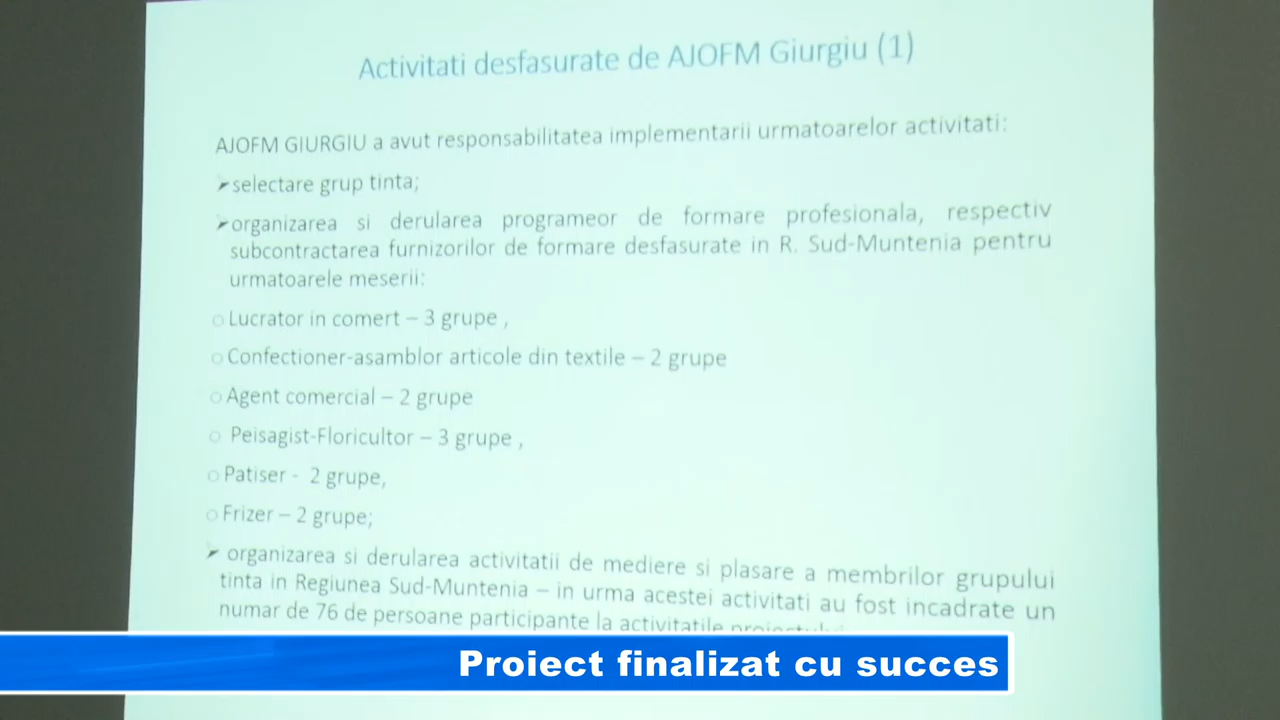 Activitati desfasurate de AJOFM Giurgiu (1)
AJOFM GIURGIU a avut responsabilitatea implementarii urmatoarelor activitati:
➢selectare grup tinta;
➢organizarea si derularea programeor de formare profesionala, respectiv
subcontractarea furnizorilor de formare desfasurate in R. Sud-Muntenia pentru
urmatoarele meserii:
○Lucrator in comert – 3 grupe ,
○Confectioner-asamblor articole din textile – 2 grupe
○Agent comercial – 2 grupe
○ Peisagist-Floricultor – 3 grupe ,
○Patiser - 2 grupe,
○Frizer – 2 grupe;
➢ organizarea si derularea activitatii de mediere si plasare a membrilor grupului
tinta in Regiunea Sud-Muntenia – in urma acestei activitati au fost incadrate un
numar de 76 de persoane participante la activitatile proiectului
Proiect finalizat cu succes